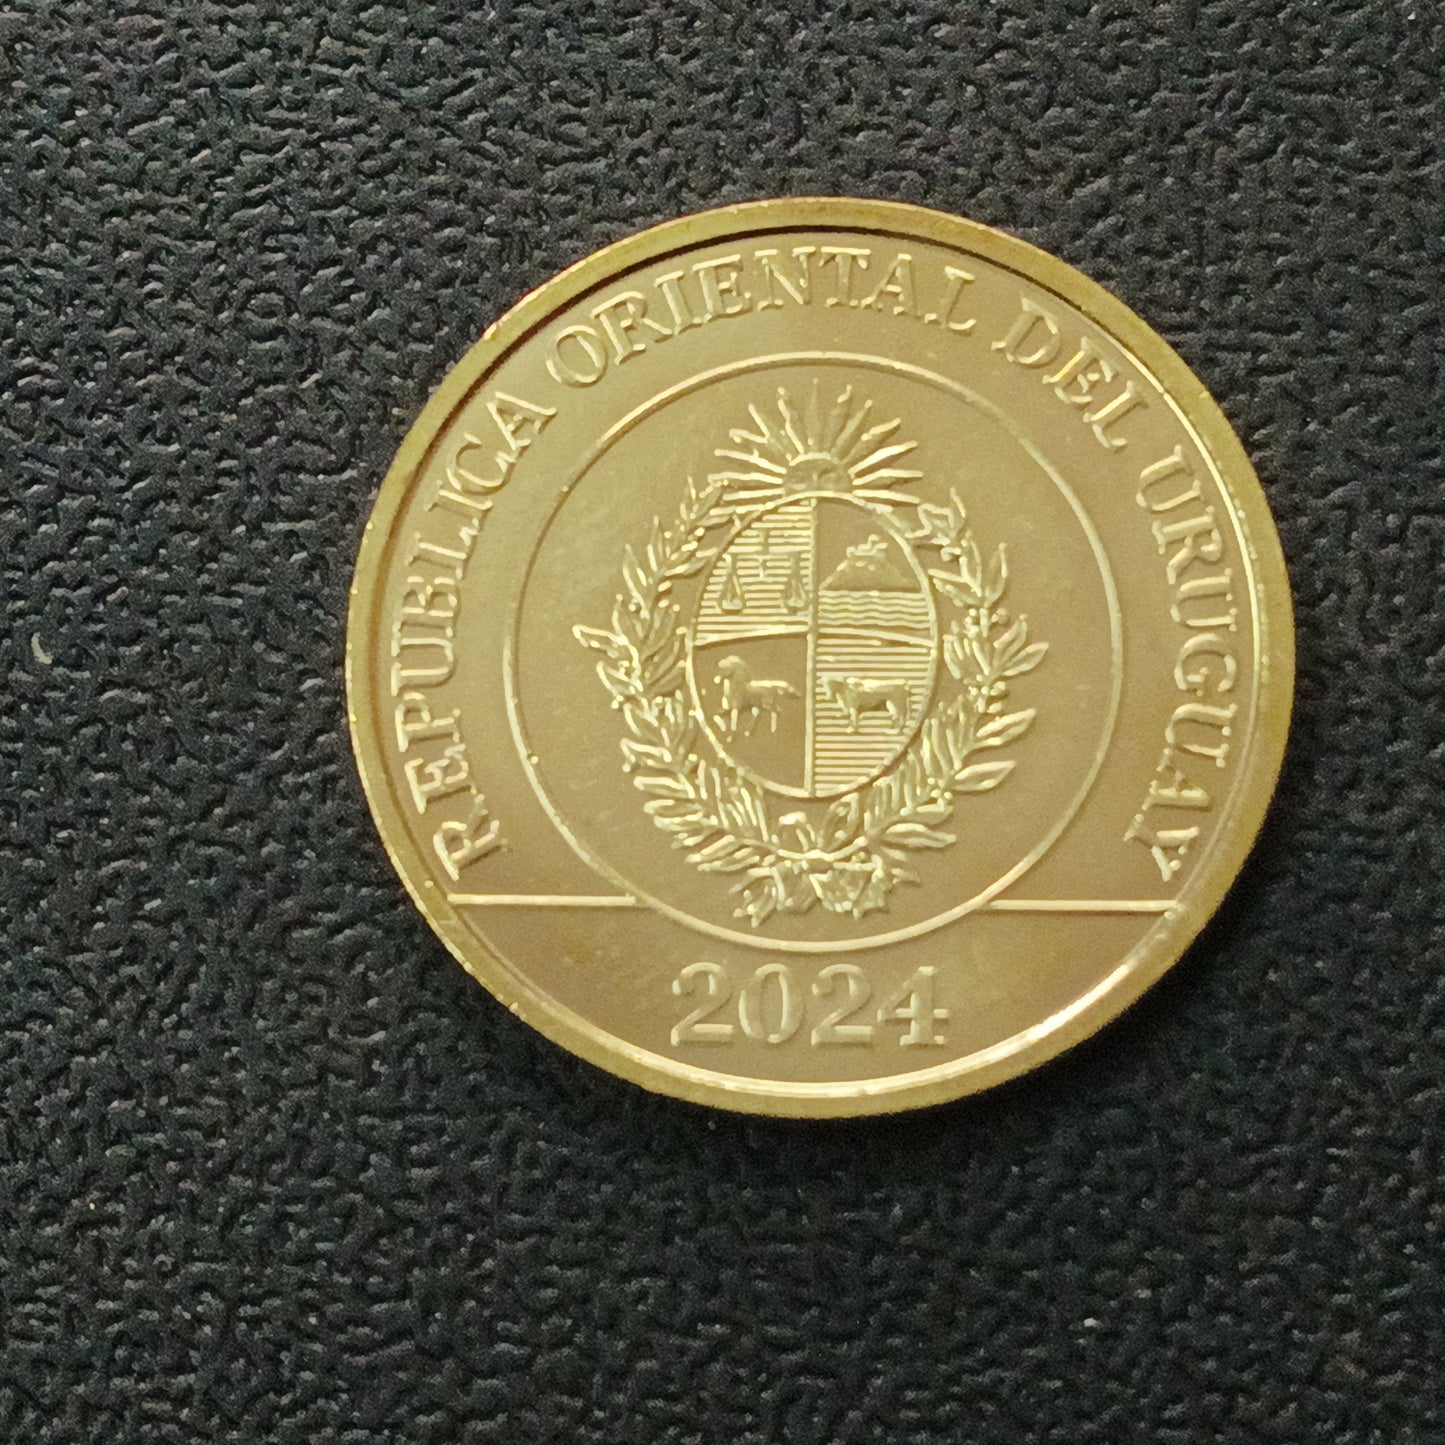 REPUBLICA ORIENTAL DEL URUGUAY
2024